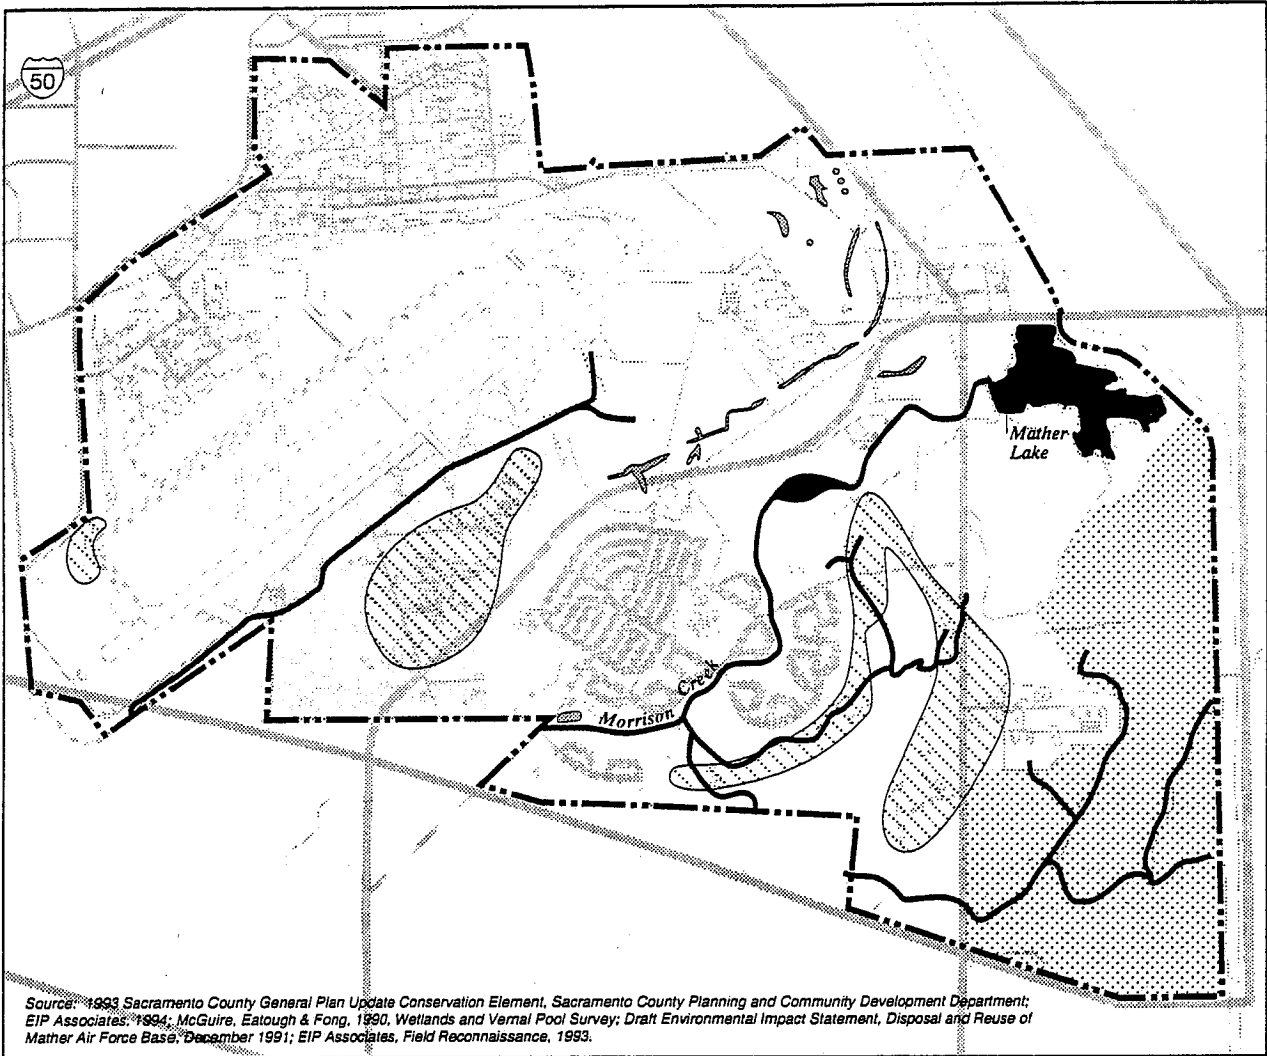 50
Mather
Lake
Morrison Creek
Source: 1993 Sacramento County General Plan Update Conservation Element, Sacramento County Planning and Community Development Department;
EIP Associates, 1994; McGuire, Eatough & Fong, 1990, Wetlands and Vernal Pool Survey; Draft Environmental Impact Statement, Disposal and Reuse of
Mather Air Force Base, December 1991; EIP Associates, Field Reconnaissance, 1993.